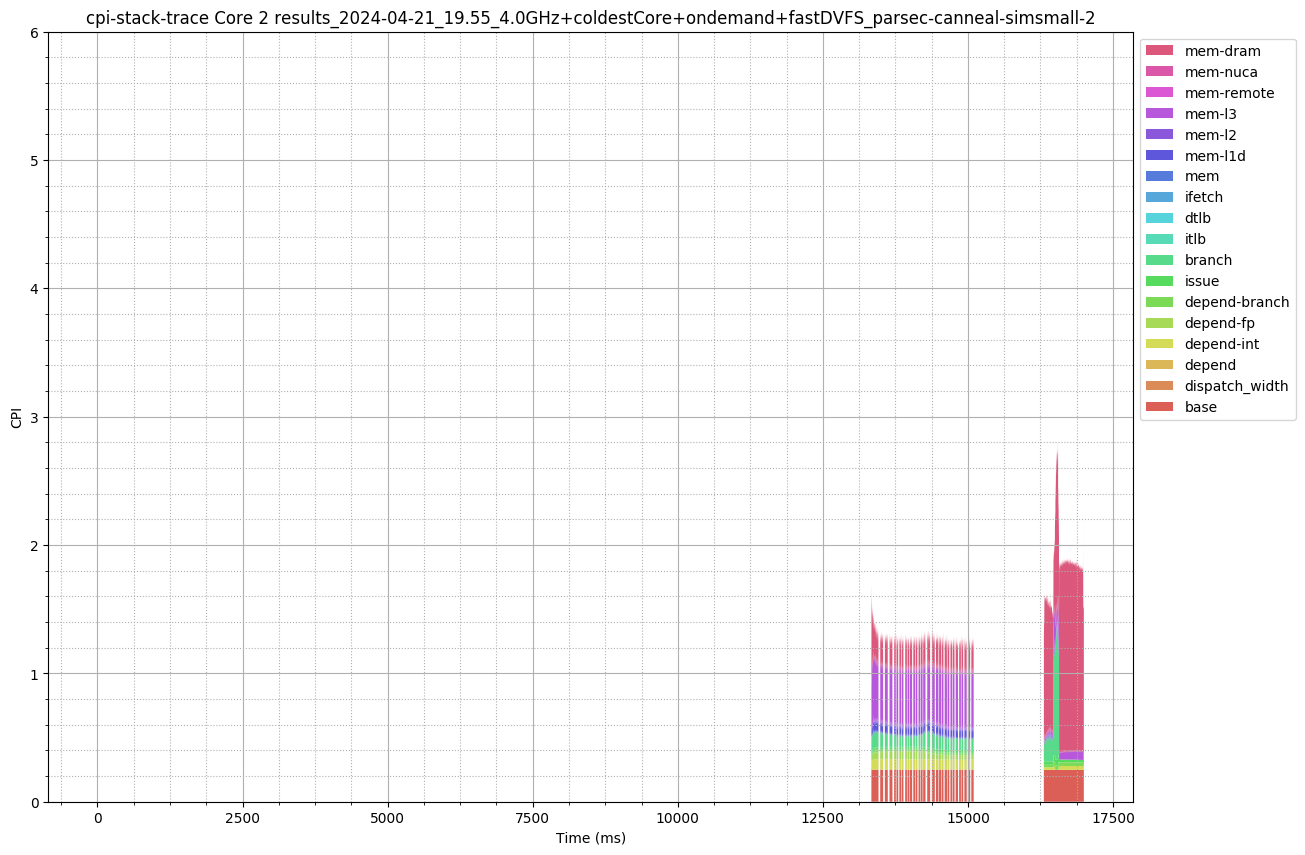 cpi-stack-trace Core 2 results_2024-04-21_19.55_4.0GHz+coldestCore+ondemand+fastDVFS_parsec-canneal-simsmall-2
6
5
4
3
2
1
0
CPI
0
2500
5000
7500
10000
12500
15000
17500
Time (ms)
mem-dram
mem-nuca
mem-remote
mem-l3
mem-l2
mem-l1d
mem
ifetch
dtlb
itlb
branch
issue
depend-branch
depend-fp
depend-int
depend
dispatch_width
base